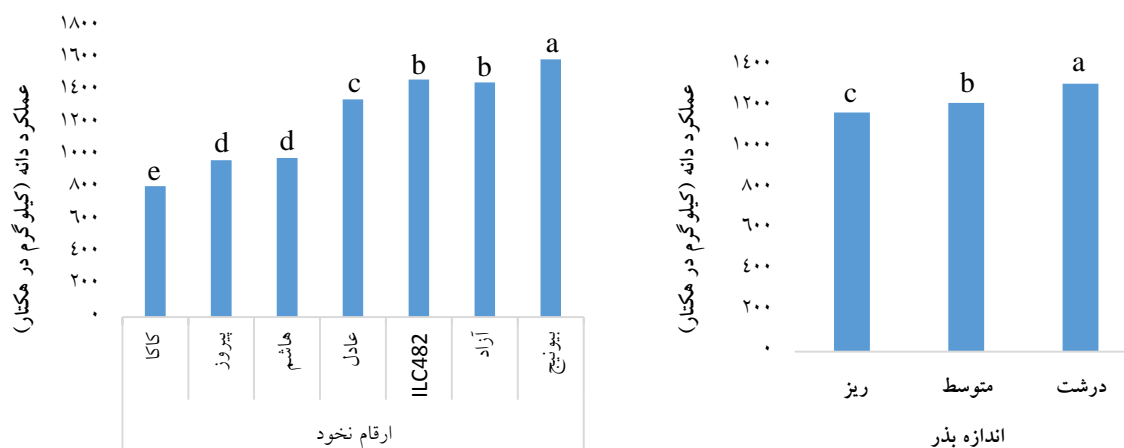 عملکرد دانه (کیلوگرم در هکتار)
۱۸۰۰
۱۶۰۰
۱۴۰۰
۱۲۰۰
۱۰۰۰
۸۰۰
۶۰۰
۴۰۰
۲۰۰
۰
e
d
d
c
b
b
a
کاکا
پیروز
هاشم
عادل
ILC482
آزاد
بیونیج
ارقام نخود
عملکرد دانه (کیلوگرم در هکتار)
۱۴۰۰
۱۲۰۰
۱۰۰۰
۸۰۰
۶۰۰
۴۰۰
۲۰۰
۰
c
b
a
ریز
متوسط
درشت
اندازه بذر